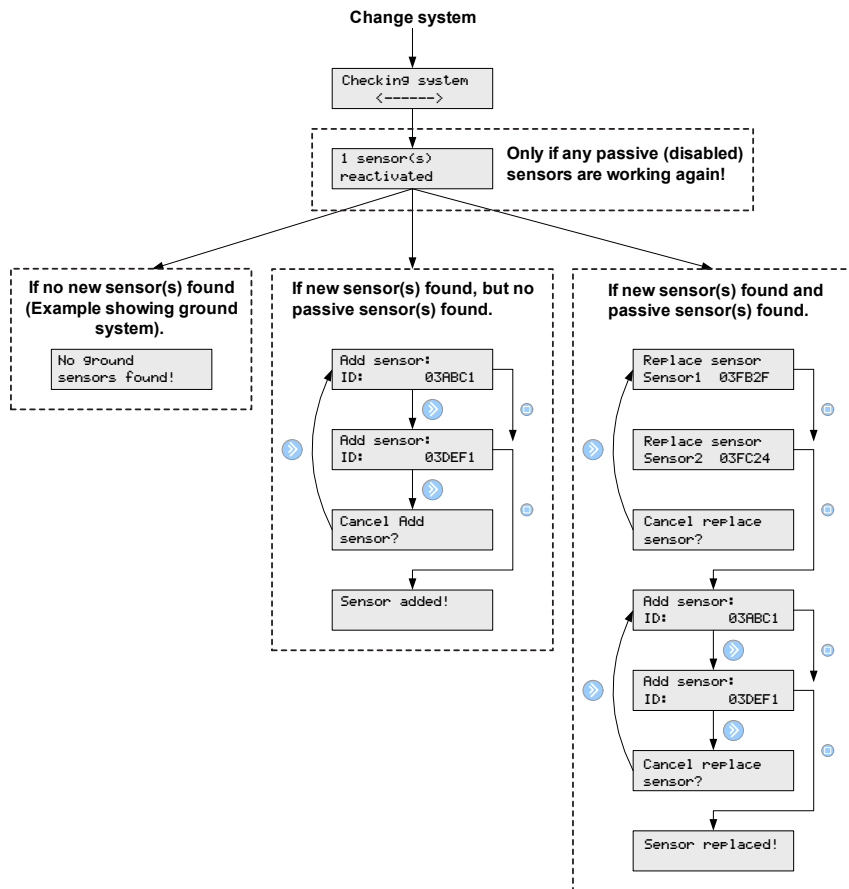 Change system
Checking system
<------>
1 sensor(s)
reactivated
Only if any passive (disabled)
sensors are working again!
If no new sensor(s) found
(Example showing ground
system).
No ground
sensors found!
If new sensor(s) found, but no
passive sensor(s) found.
Add sensor:
ID: 03ABC1
Add sensor:
ID: 03DEF1
Cancel Add
sensor?
Sensor added!
If new sensor(s) found and
passive sensor(s) found.
Replace sensor
Sensor1 03FB2F
Replace sensor
Sensor2 03FC24
Cancel replace
sensor?
Add sensor:
ID: 03ABC1
Add sensor:
ID: 03DEF1
Cancel replace
sensor?
Sensor replaced!